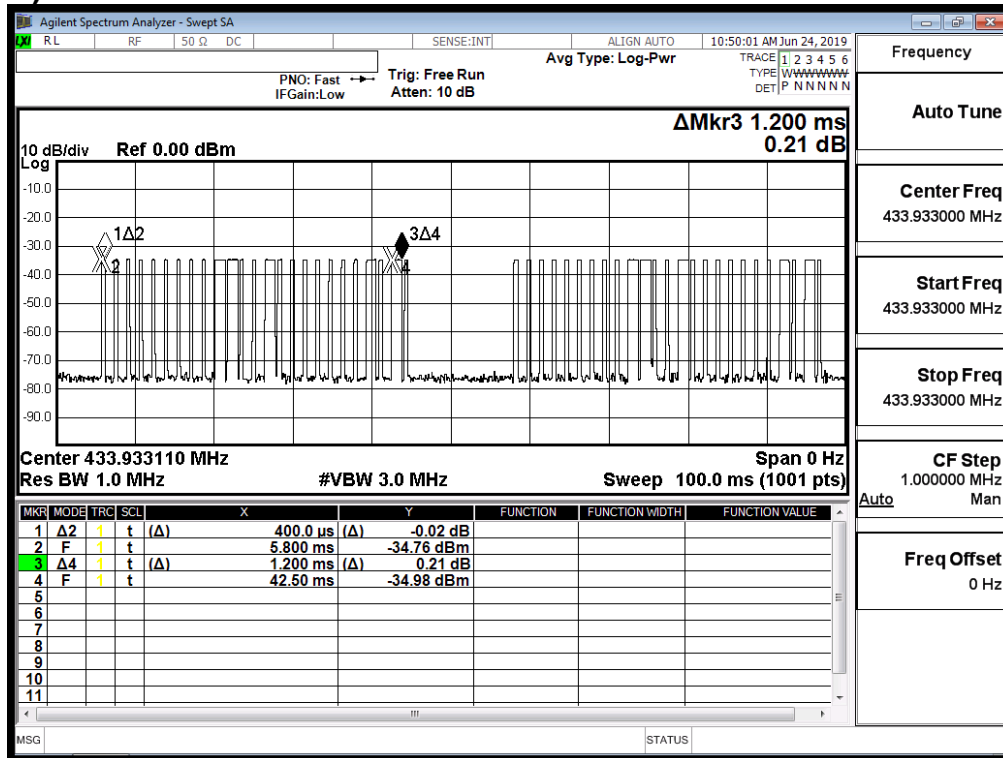 Agilent Spectrum Analyzer - Swept SA
LXI RL RF 50 Ω DC SENSE:INT ALIGN AUTO 10:50:01 AM Jun 24, 2019
Frequency
Avg Type: Log-Pwr TRACE 1 2 3 4 5 6
PNO: Fast Trig: Free Run TYPE WWWWWW
IFGain:Low Atten: 10 dB DET P N N N N N
Auto Tune
ΔMkr3 1.200 ms
0.21 dB
10 dB/div Ref 0.00 dBm
Log
-10.0
-20.0
-30.0
-40.0
-50.0
-60.0
-70.0
-80.0
-90.0
1Δ2
2
3Δ4
4
Center 433.933110 MHz Span 0 Hz
Res BW 1.0 MHz #VBW 3.0 MHz Sweep 100.0 ms (1001 pts)
Center Freq
433.933000 MHz
Start Freq
433.933000 MHz
Stop Freq
433.933000 MHz
CF Step
1.000000 MHz
Auto Man
Freq Offset
0 Hz
MKR MODE TRC SCL X Y FUNCTION FUNCTION WIDTH FUNCTION VALUE
1 Δ2 1 t (Δ) 400.0 µs (Δ) -0.02 dB
2 F 1 t 5.800 ms -34.76 dBm
3 Δ4 1 t (Δ) 1.200 ms (Δ) 0.21 dB
4 F 1 t 42.50 ms -34.98 dBm
5
6
7
8
9
10
11
MSG STATUS